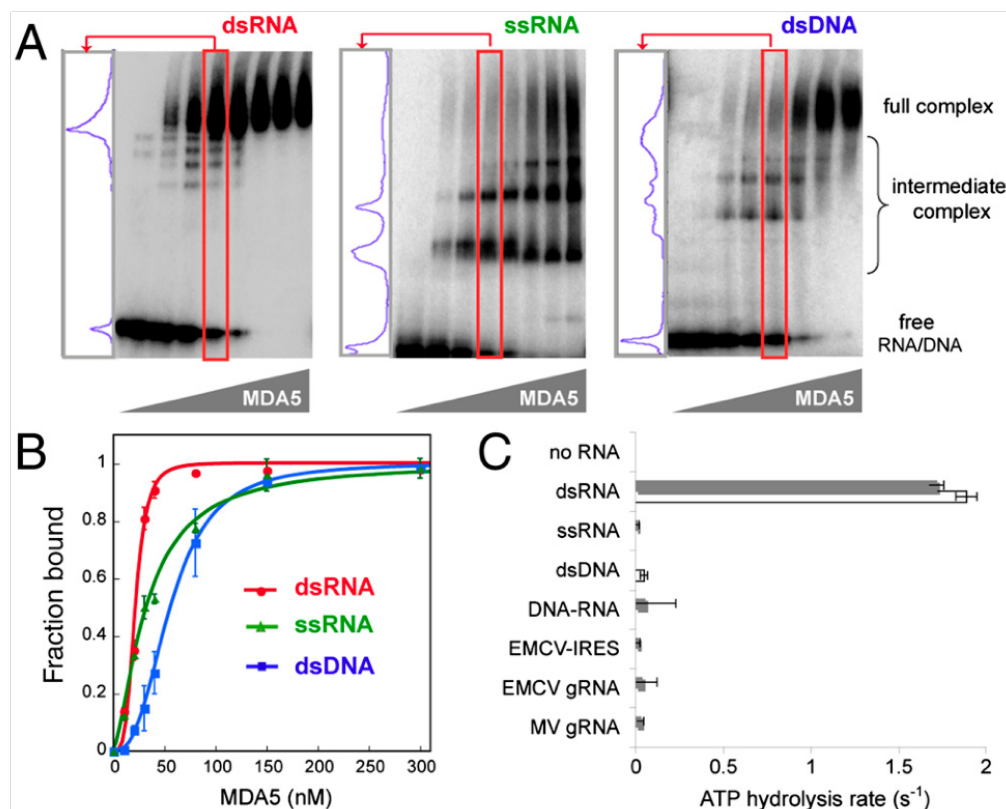 A
dsRNA
ssRNA
dsDNA
full complex
intermediate
complex
free
RNA/DNA
MDA5
MDA5
MDA5
B
Fraction bound
1
0.8
0.6
0.4
0.2
0
dsRNA
ssRNA
dsDNA
0 50 100 150 200 250 300
MDA5 (nM)
C
no RNA
dsRNA
ssRNA
dsDNA
DNA-RNA
EMCV-IRES
EMCV gRNA
MV gRNA
0 0.5 1 1.5 2
ATP hydrolysis rate (s-1)